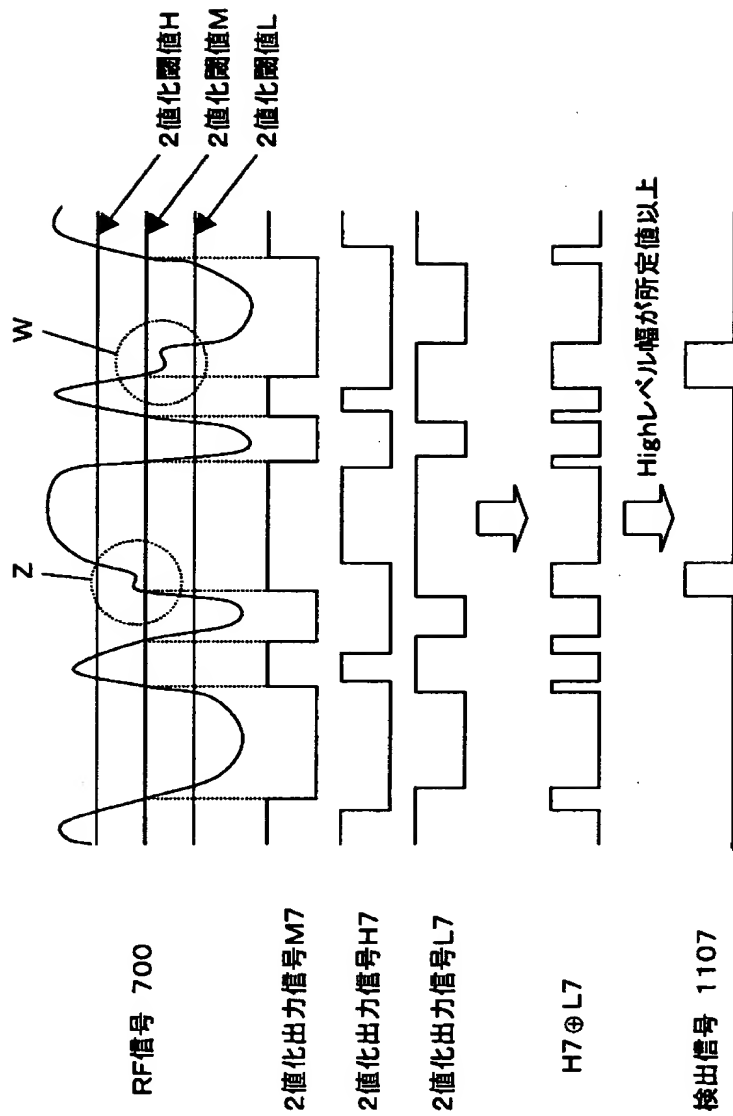 Z
W
2値化閾値H
2値化閾値M
2値化閾値L
RF信号 700
2値化出力信号M7
2値化出力信号H7
2値化出力信号L7
H7⊕L7
Highレベル幅が所定値以上
検出信号 1107